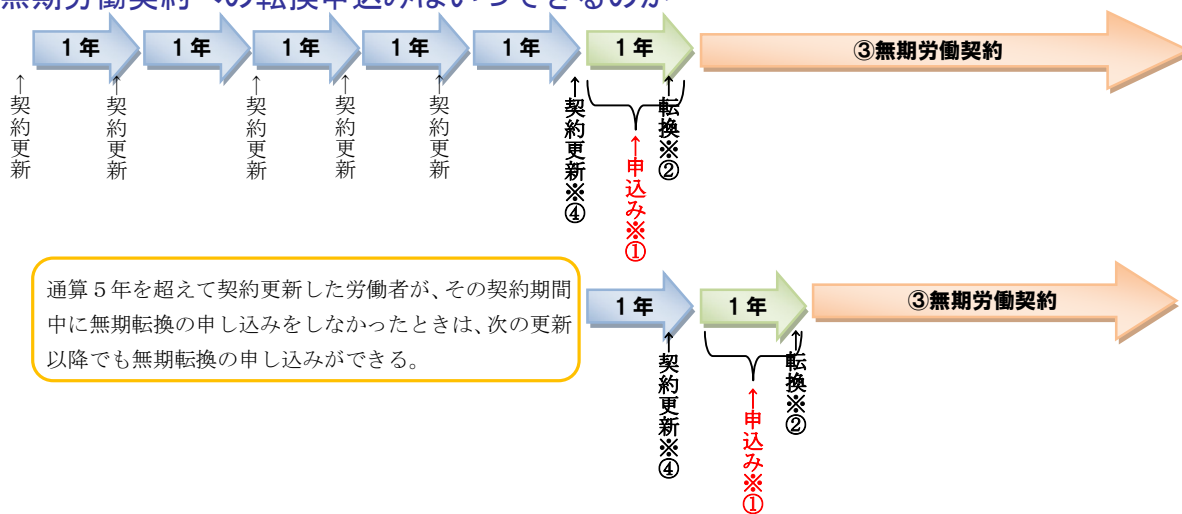 無期労働契約への転換申込みはいつできるのか
1年
1年
1年
1年
1年
1年
③無期労働契約
↑契約更新
↑契約更新
↑契約更新
↑契約更新
↑契約更新
↑契約更新※④
↑申込み※①
↑転換※②
通算5年を超えて契約更新した労働者が、その契約期間
中に無期転換の申し込みをしなかったときは、次の更新
以降でも無期転換の申し込みができる。
1年
1年
③無期労働契約
↑契約更新※④
↑申込み※①
↑転換※②